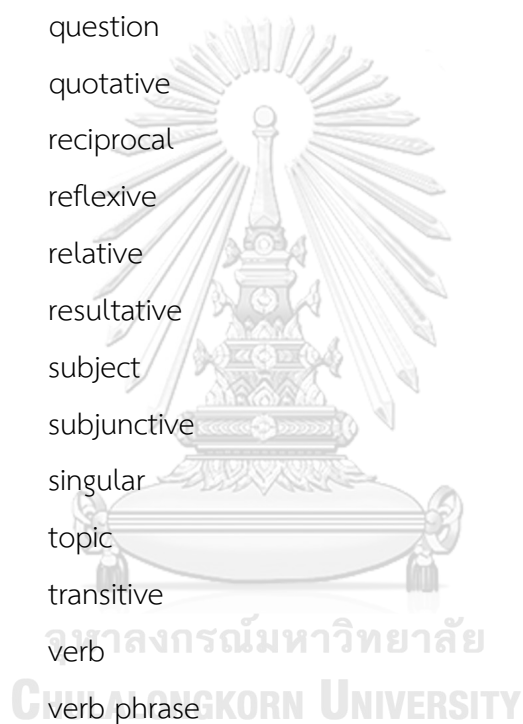 question
quotative
reciprocal
reflexive
relative
resultative
subject
subjunctive
singular
topic
transitive
จุฬาลงกรณ์มหาวิทยาลัย
verb
CHULALONGKORN UNIVERSITY
verb phrase